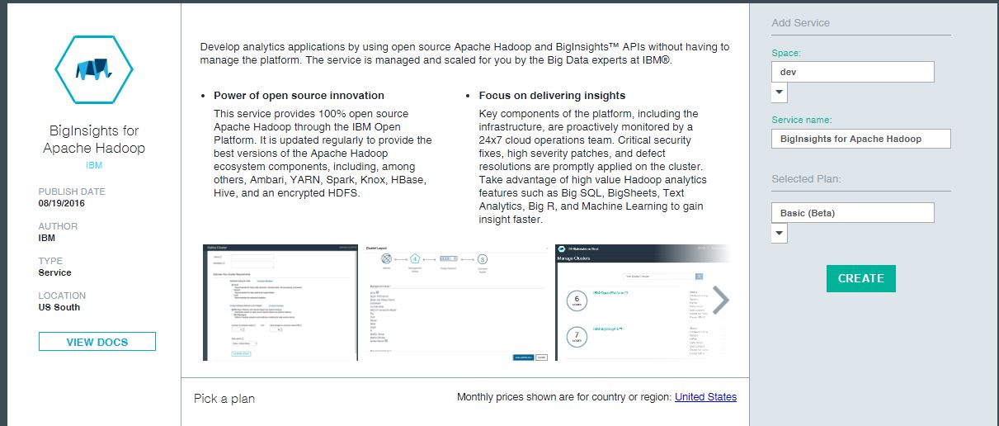 BigInsights for
Apache Hadoop
IBM
PUBLISH DATE
08/19/2016
AUTHOR
IBM
TYPE
Service
LOCATION
US South
VIEW DOCS
Develop analytics applications by using open source Apache Hadoop and BigInsights™ APIs without having to
manage the platform. The service is managed and scaled for you by the Big Data experts at IBM®.
• Power of open source innovation
This service provides 100% open source
Apache Hadoop through the IBM Open
Platform. It is updated regularly to provide the
best versions of the Apache Hadoop
ecosystem components, including, among
others, Ambari, YARN, Spark, Knox, HBase,
Hive, and an encrypted HDFS.
• Focus on delivering insights
Key components of the platform, including the
infrastructure, are proactively monitored by a
24x7 cloud operations team. Critical security
fixes, high severity patches, and defect
resolutions are promptly applied on the cluster.
Take advantage of high value Hadoop analytics
features such as Big SQL, BigSheets, Text
Analytics, Big R, and Machine Learning to gain
insight faster.
Cluster Layout
4
3
Manage Clusters
6
IBM Open Platform
7
IBM BigInsights
Pick a plan
Monthly prices shown are for country or region: United States
Add Service
Space:
dev
Service name:
BigInsights for Apache Hadoop
Selected Plan:
Basic (Beta)
CREATE